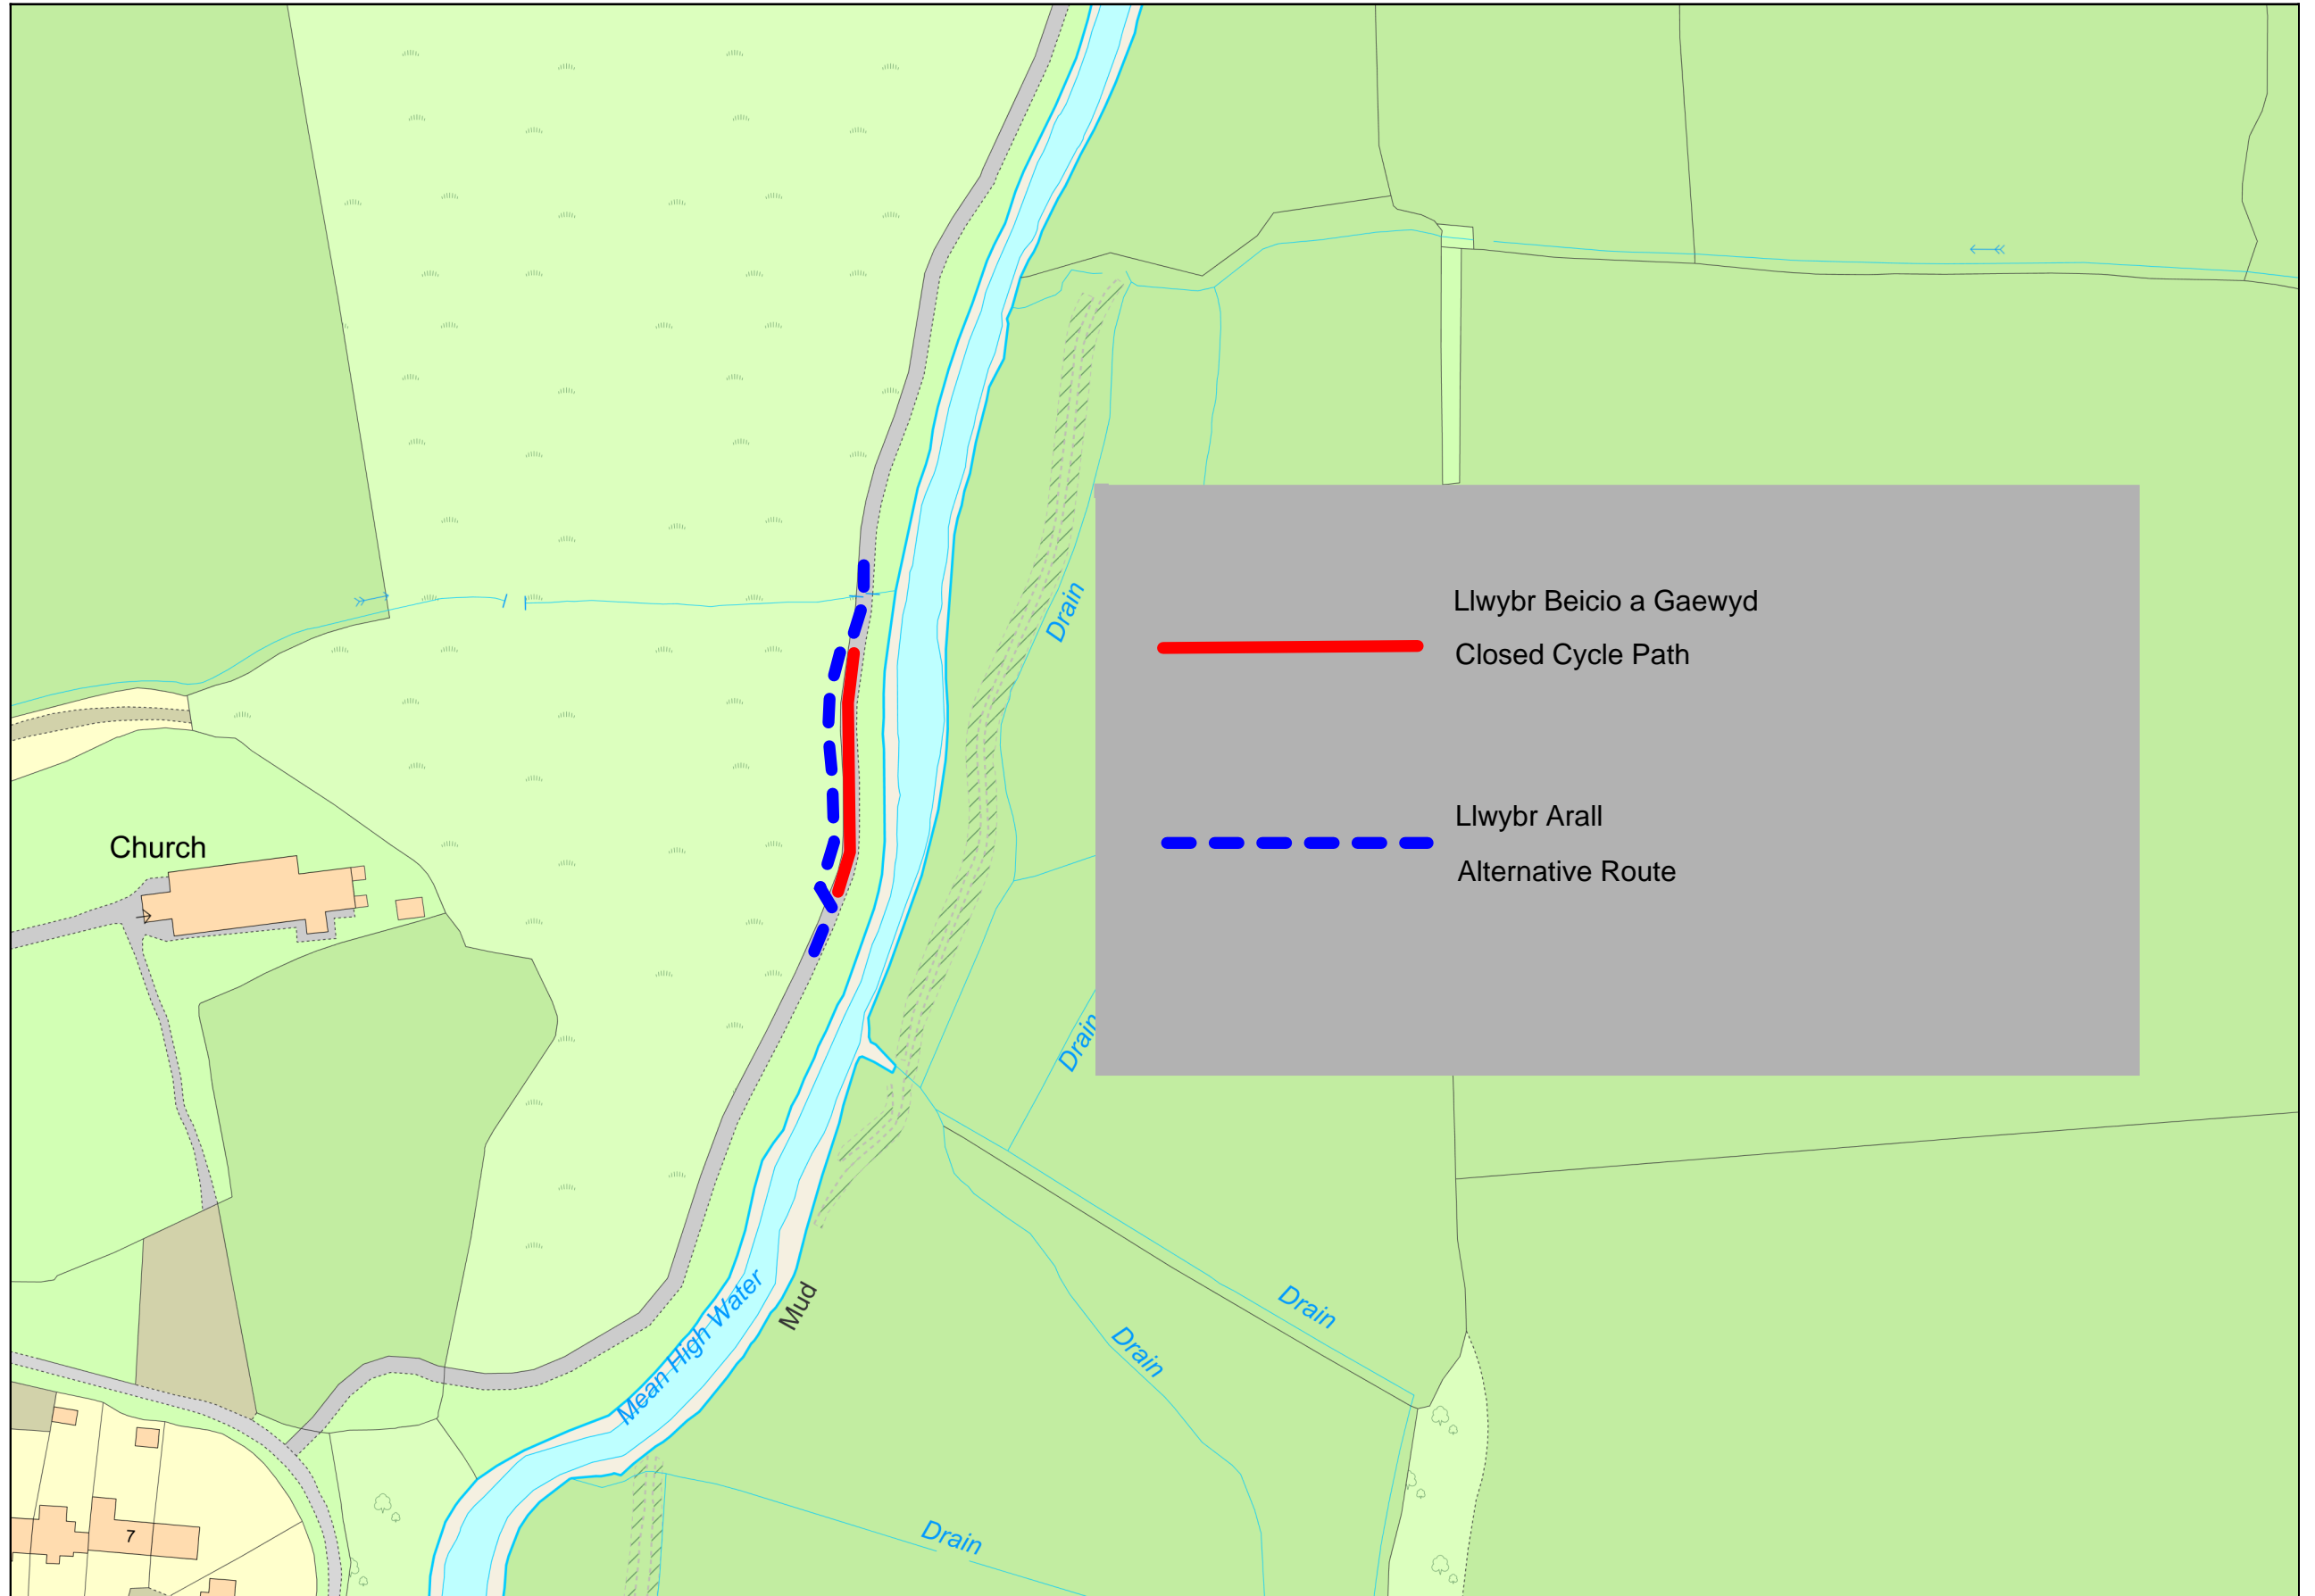 Drain
Llwybr Beicio a Gaewyd
Closed Cycle Path
Llwybr Arall
Church
Alternative Route
Drain
Mean High Water
Mud
Drain
Drain
7
Drain